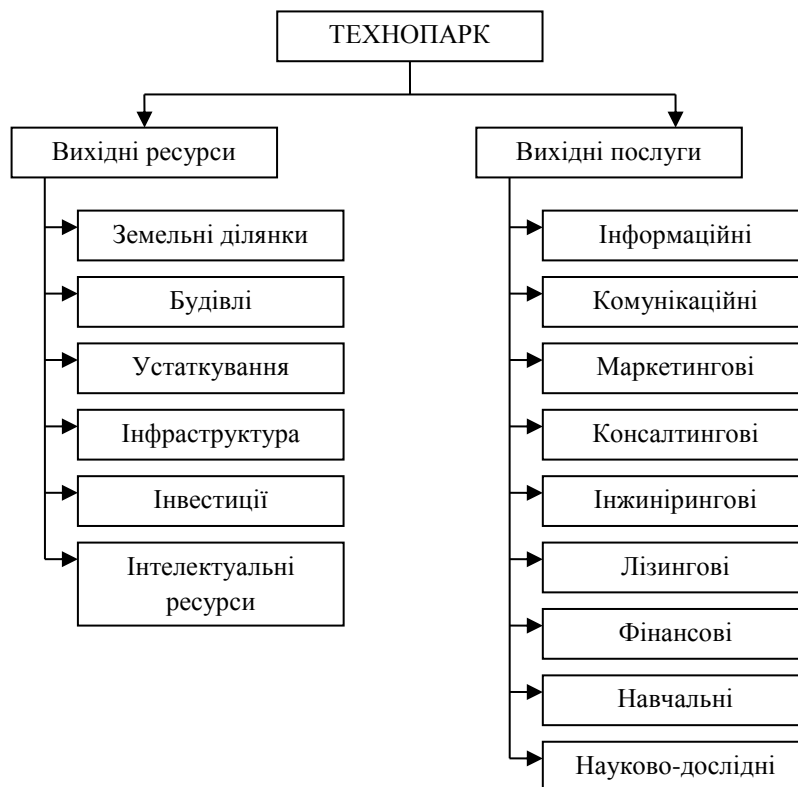 ТЕХНОПАРК
Вихідні ресурси
Земельні ділянки
Будівлі
Устаткування
Інфраструктура
Інвестиції
Інтелектуальні
ресурси
Вихідні послуги
Інформаційні
Комунікаційні
Маркетингові
Консалтингові
Інжинірингові
Лізингові
Фінансові
Навчальні
Науково-дослідні